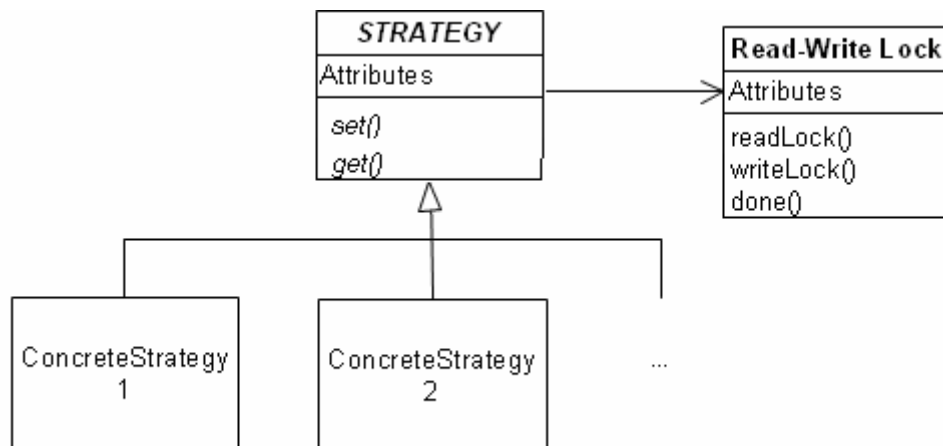 STRATEGY
Attributes
set()
get()
Read-Write Lock
Attributes
readLock()
writeLock()
done()
ConcreteStrategy
1
ConcreteStrategy
2
...